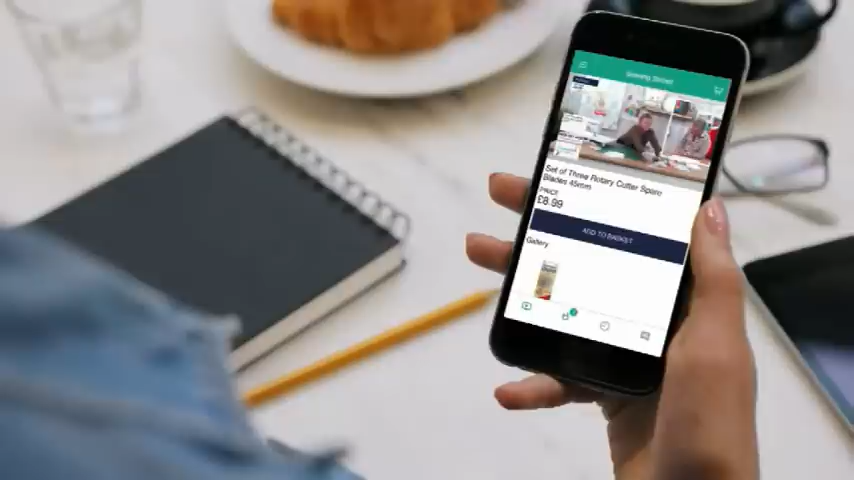 Sewing Street
Set of Three Rotary Cutter Spare
Blades 45mm
PRICE
£8.99
ADD TO BASKET
Gallery